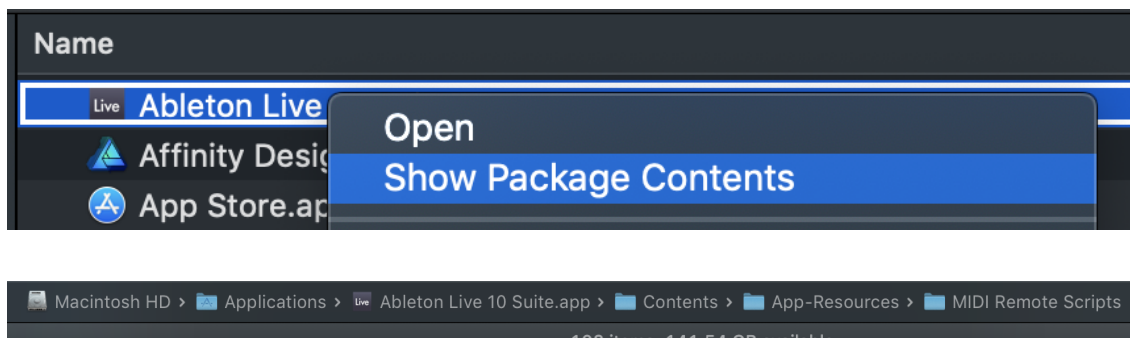 Name
Live Ableton Live
Open
Affinity Desig
Show Package Contents
App Store.ap
Macintosh HD › Applications › Live Ableton Live 10 Suite.app › Contents › App-Resources › MIDI Remote Scripts